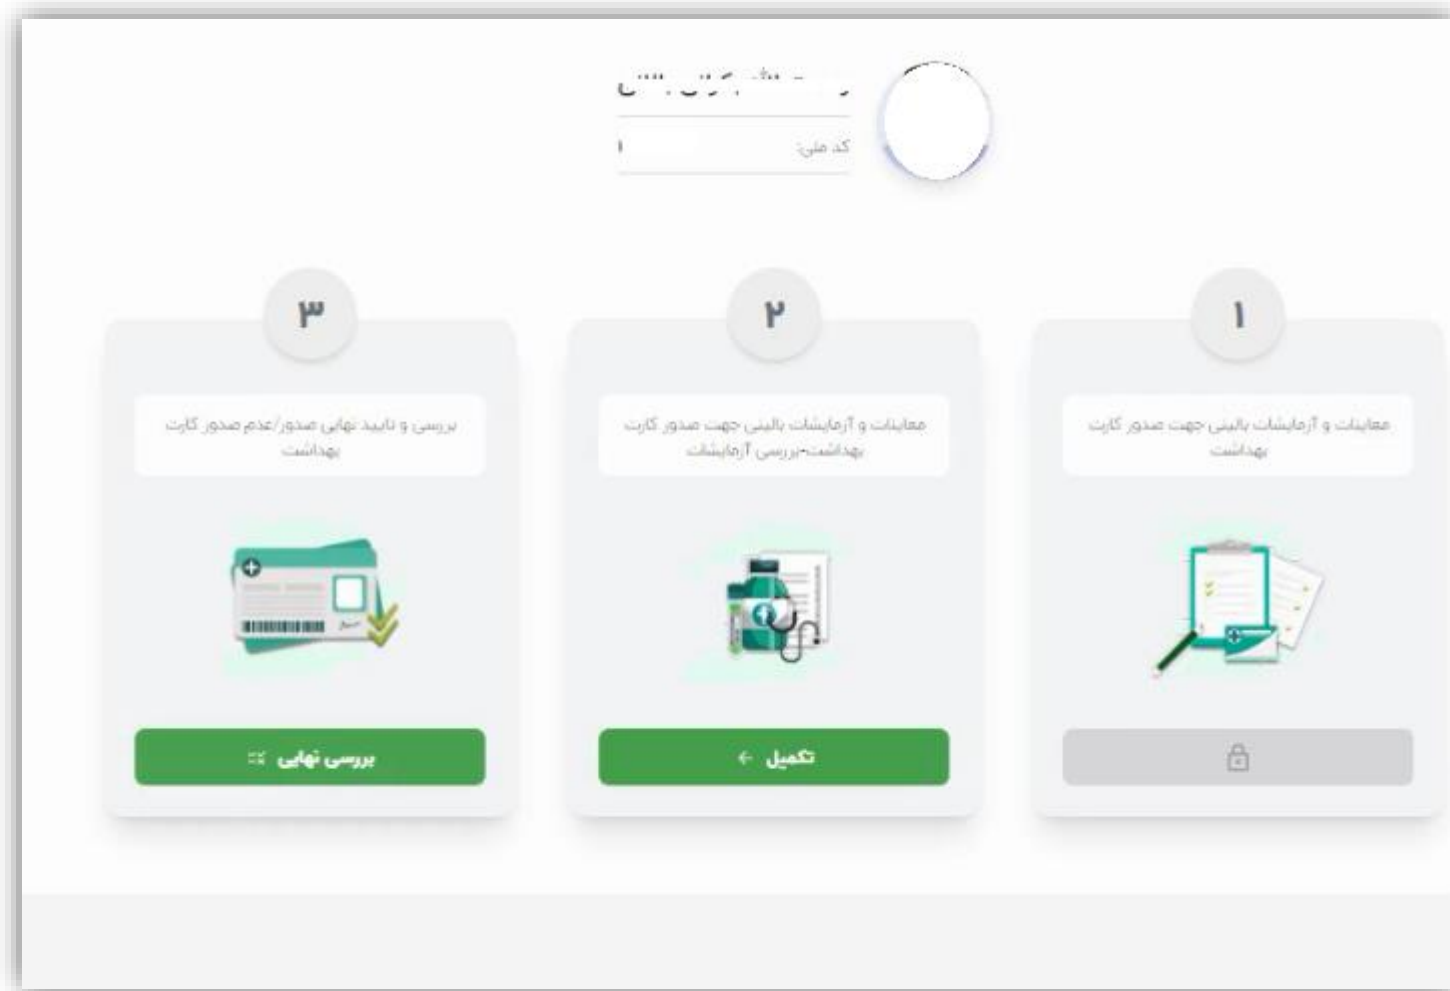 کد ملی:
۱
معاینات و آزمایشات بالینی جهت صدور کارت
بهداشت
۲
معاینات و آزمایشات بالینی جهت صدور کارت
بهداشت-بررسی آزمایشات
تکمیل
۳
بررسی و تایید نهایی صدور/عدم صدور کارت
بهداشت
بررسی نهایی